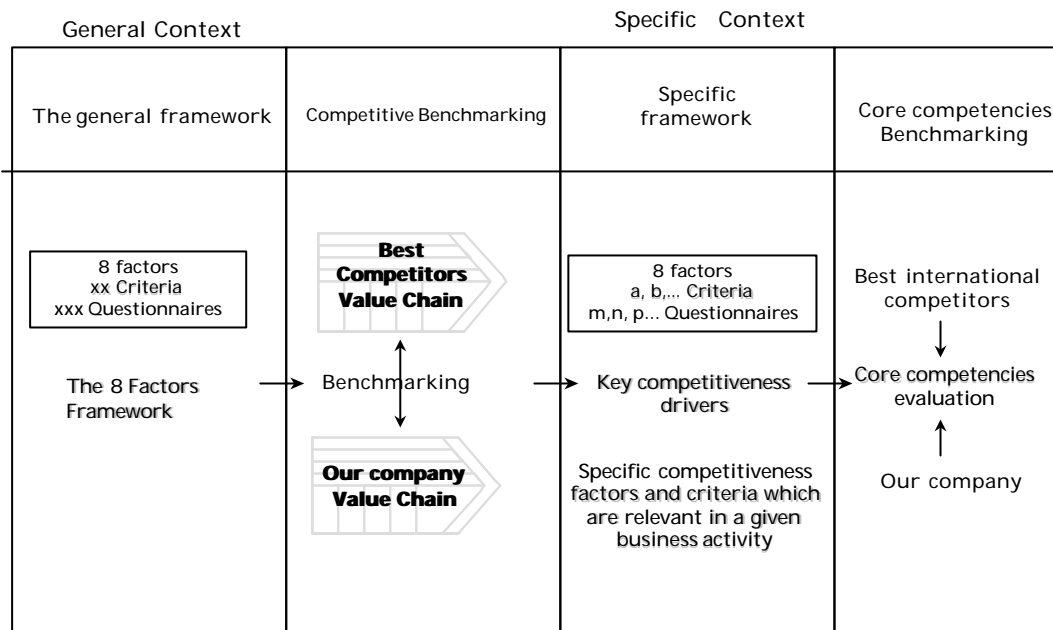 General Context
Specific Context
The general framework
Competitive Benchmarking
Specific
framework
Core competencies
Benchmarking
8 factors
xx Criteria
xxx Questionnaires
The 8 Factors
Framework
Best
Competitors
Value Chain
Benchmarking
Our company
Value Chain
8 factors
a, b,... Criteria
m,n, p... Questionnaires
Key competitiveness
drivers
Specific competitiveness
factors and criteria which
are relevant in a given
business activity
Best international
competitors
Core competencies
evaluation
Our company